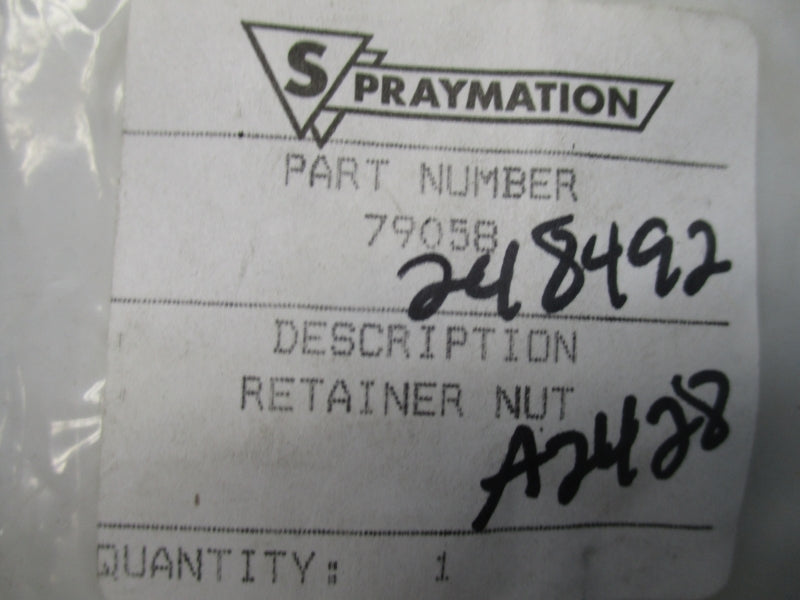 SPRAYMATION
PART NUMBER
79058
248492
DESCRIPTION
RETAINER NUT
A2428
QUANTITY: 1